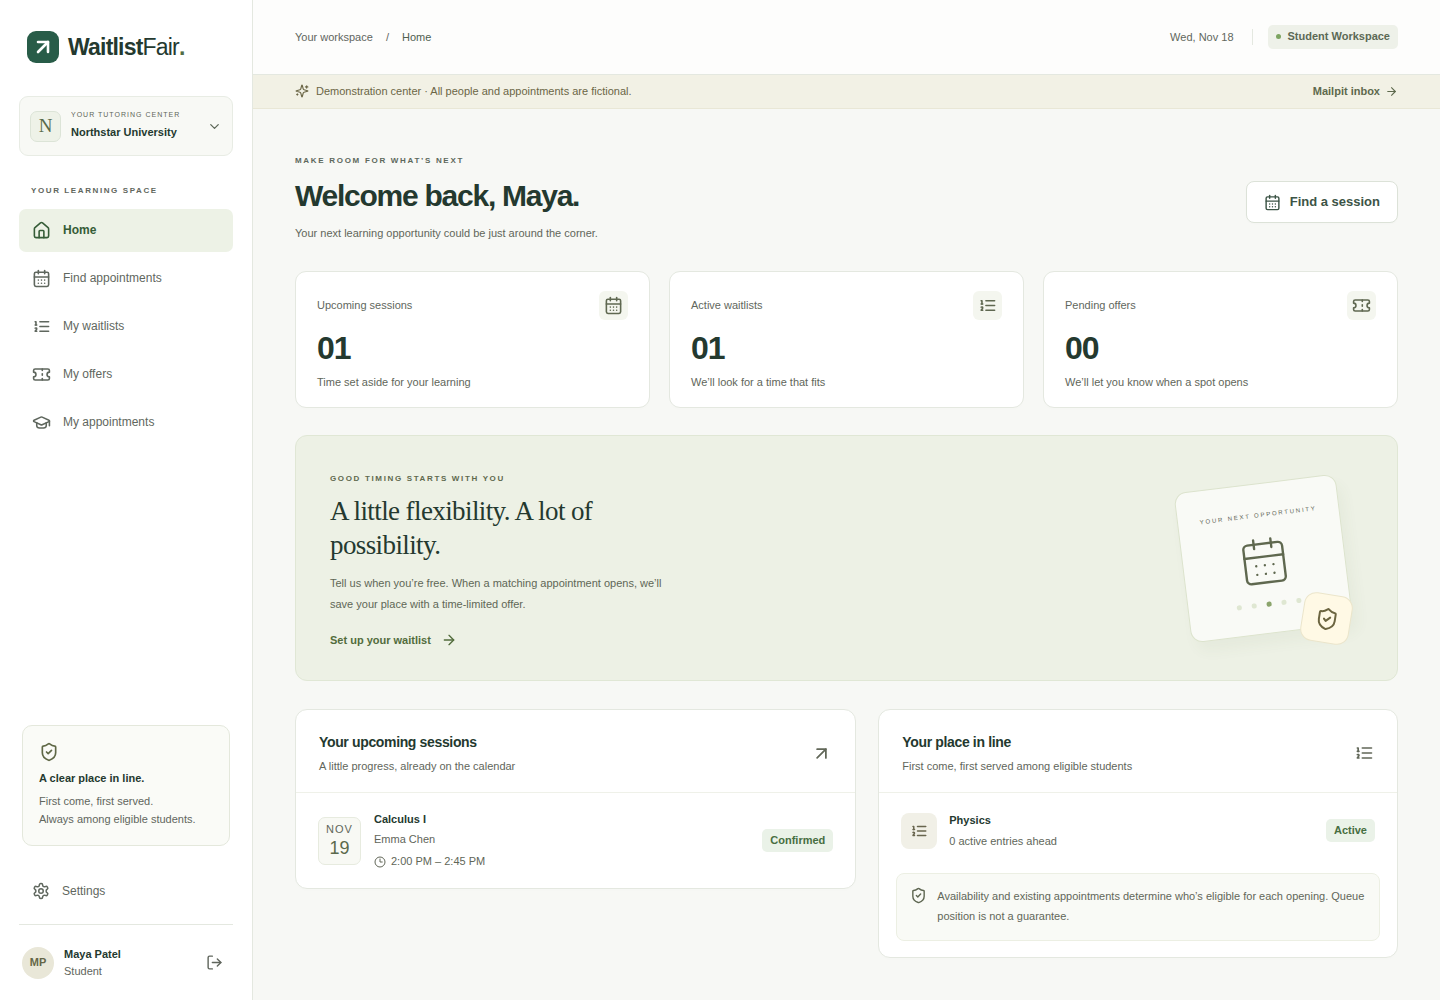 WaitlistFair.
N
YOUR TUTORING CENTER
Northstar University
YOUR LEARNING SPACE
Home
Find appointments
My waitlists
My offers
My appointments
A clear place in line.
First come, first served.
Always among eligible students.
Settings
MP
Maya Patel
Student
Your workspace / Home
Wed, Nov 18
Student Workspace
Demonstration center · All people and appointments are fictional.
Mailpit inbox
MAKE ROOM FOR WHAT'S NEXT
Welcome back, Maya.
Your next learning opportunity could be just around the corner.
Find a session
Upcoming sessions
01
Time set aside for your learning
Active waitlists
01
We'll look for a time that fits
Pending offers
00
We'll let you know when a spot opens
GOOD TIMING STARTS WITH YOU
A little flexibility. A lot of
possibility.
Tell us when you're free. When a matching appointment opens, we'll
save your place with a time-limited offer.
Set up your waitlist
YOUR NEXT OPPORTUNITY
Your upcoming sessions
A little progress, already on the calendar
NOV
19
Calculus I
Emma Chen
2:00 PM – 2:45 PM
Confirmed
Your place in line
First come, first served among eligible students
Physics
0 active entries ahead
Active
Availability and existing appointments determine who's eligible for each opening. Queue
position is not a guarantee.